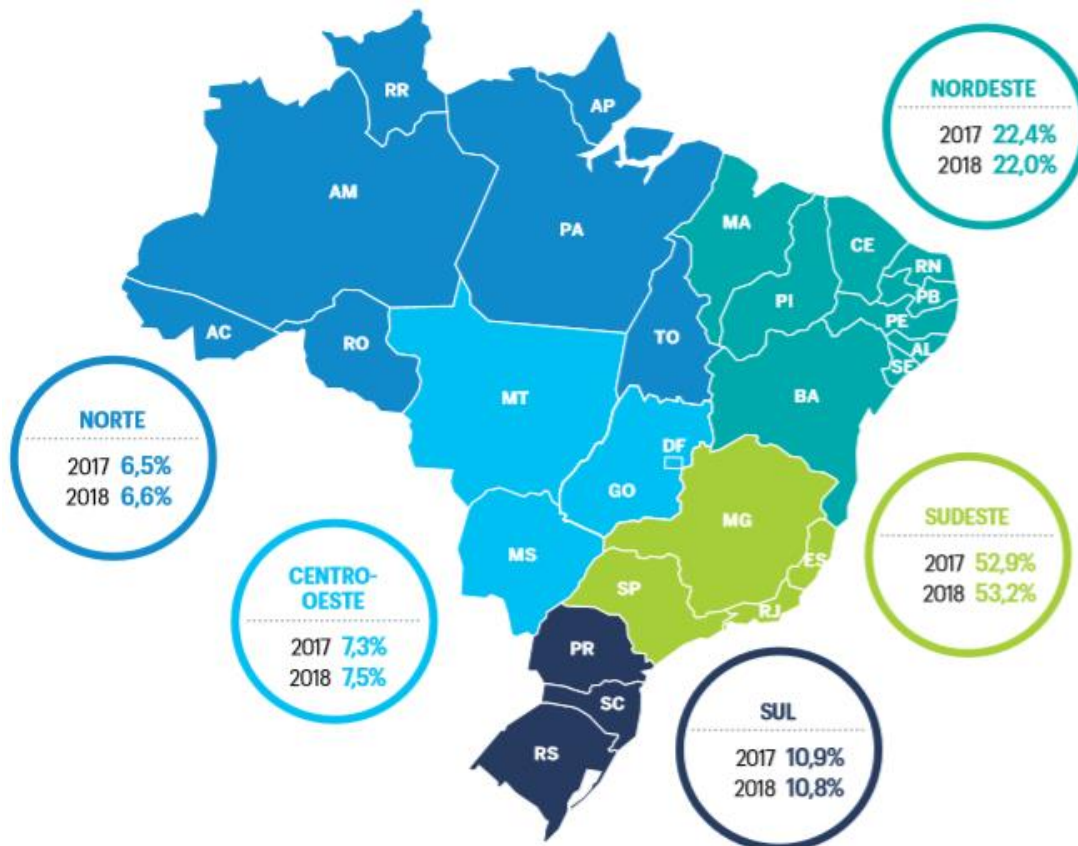 RR
AP
AM
PA
MA
CE
RN
PB
PI
PE
AL
SE
AC
RO
TO
BA
MT
DF
GO
MG
ES
MS
SP
RJ
PR
SC
RS
NORDESTE
2017 22,4%
2018 22,0%
NORTE
2017 6,5%
2018 6,6%
CENTRO-
OESTE
2017 7,3%
2018 7,5%
SUDESTE
2017 52,9%
2018 53,2%
SUL
2017 10,9%
2018 10,8%